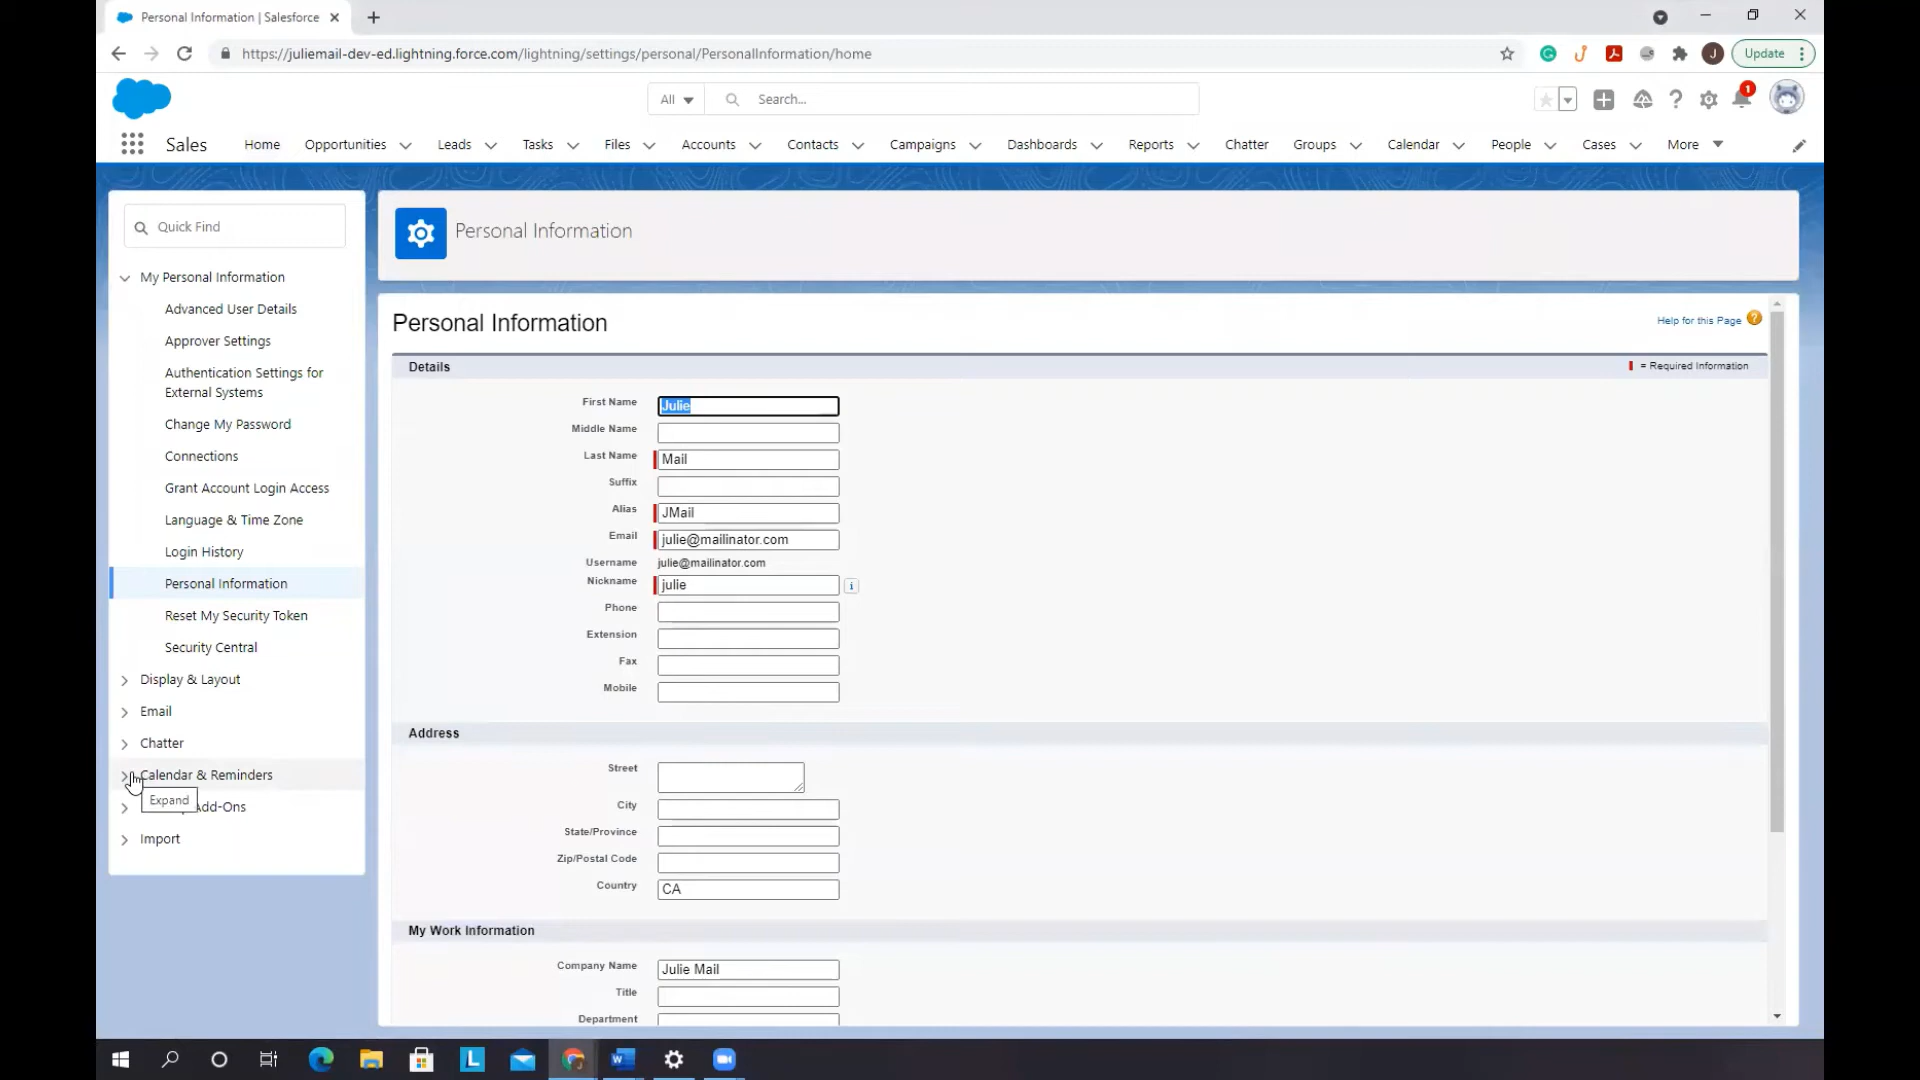 Personal Information | Salesforce
https://juliemail-dev-ed.lightning.force.com/lightning/settings/personal/PersonalInformation/home
J
Update
All
Search...
1
Sales
Home
Opportunities
Leads
Tasks
Files
Accounts
Contacts
Campaigns
Dashboards
Reports
Chatter
Groups
Calendar
People
Cases
More
Quick Find
My Personal Information
Advanced User Details
Approver Settings
Authentication Settings for
External Systems
Change My Password
Connections
Grant Account Login Access
Language & Time Zone
Login History
Personal Information
Reset My Security Token
Security Central
Display & Layout
Email
Chatter
Calendar & Reminders
Expand
Add-Ons
Import
Personal Information
Personal Information
Help for this Page ?
Details
= Required Information
First Name Julie
Middle Name
Last Name Mail
Suffix
Alias JMail
Email julie@mailinator.com
Username julie@mailinator.com
Nickname julie i
Phone
Extension
Fax
Mobile
Address
Street
City
State/Province
Zip/Postal Code
Country CA
My Work Information
Company Name Julie Mail
Title
Department
L
W